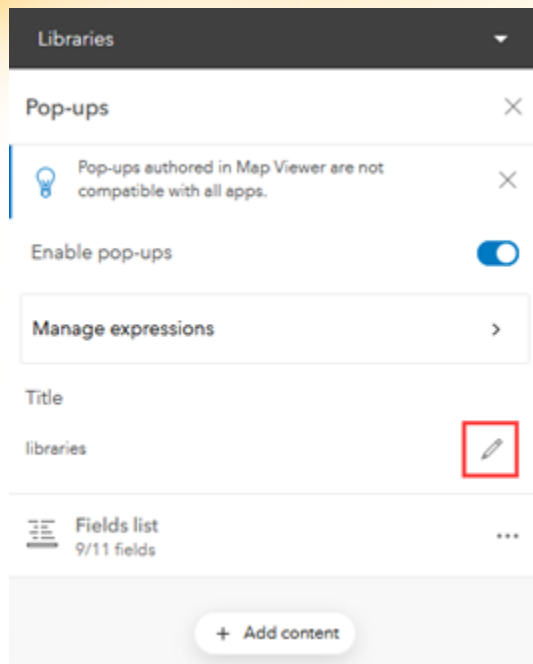 Libraries
Pop-ups
Pop-ups authored in Map Viewer are not
compatible with all apps.
Enable pop-ups
Manage expressions
Title
libraries
Fields list
9/11 fields
+ Add content